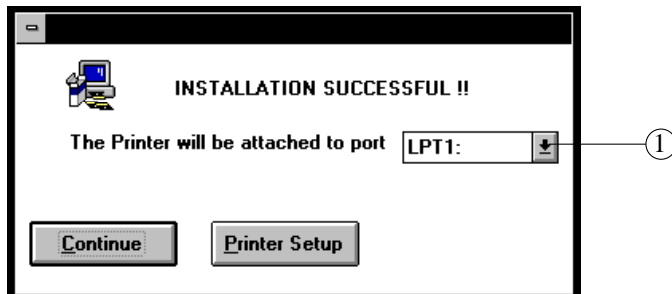 INSTALLATION SUCCESSFUL !!
The Printer will be attached to port LPT1:
1
Continue Printer Setup